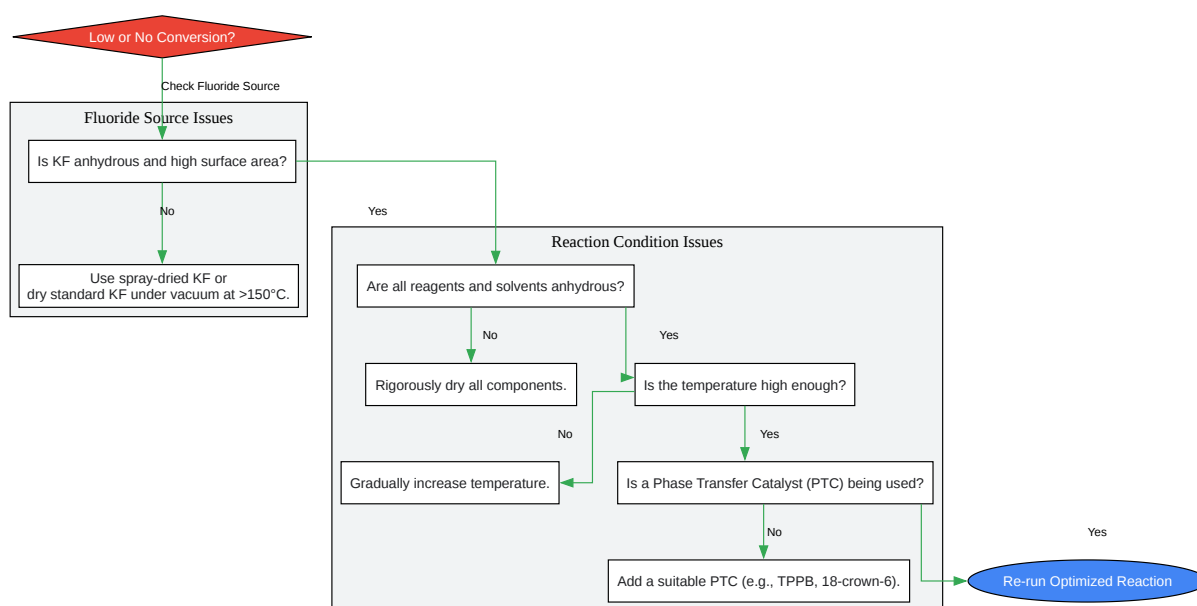 Low or No Conversion?
Check Fluoride Source
Fluoride Source Issues
Is KF anhydrous and high surface area?
No
Yes
Use spray-dried KF or
dry standard KF under vacuum at >150°C.
Reaction Condition Issues
Are all reagents and solvents anhydrous?
No
Yes
Rigorously dry all components.
Is the temperature high enough?
No
Yes
Gradually increase temperature.
Is a Phase Transfer Catalyst (PTC) being used?
No
Yes
Add a suitable PTC (e.g., TPPB, 18-crown-6).
Re-run Optimized Reaction